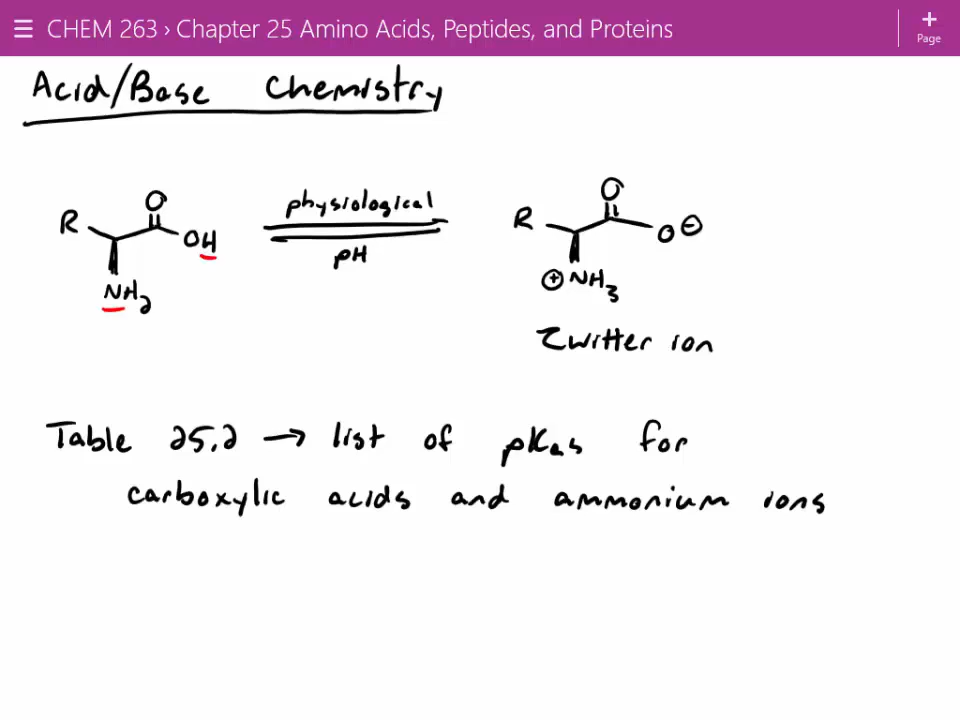 ☰ CHEM 263 › Chapter 25 Amino Acids, Peptides, and Proteins
+
Page
Acid/Base Chemistry
O
R
OH
NH2
physiological
pH
O
R
O ⊖
⊕ NH3
Zwitter ion
Table 25.2 → list of pKas for
carboxylic acids and ammonium ions